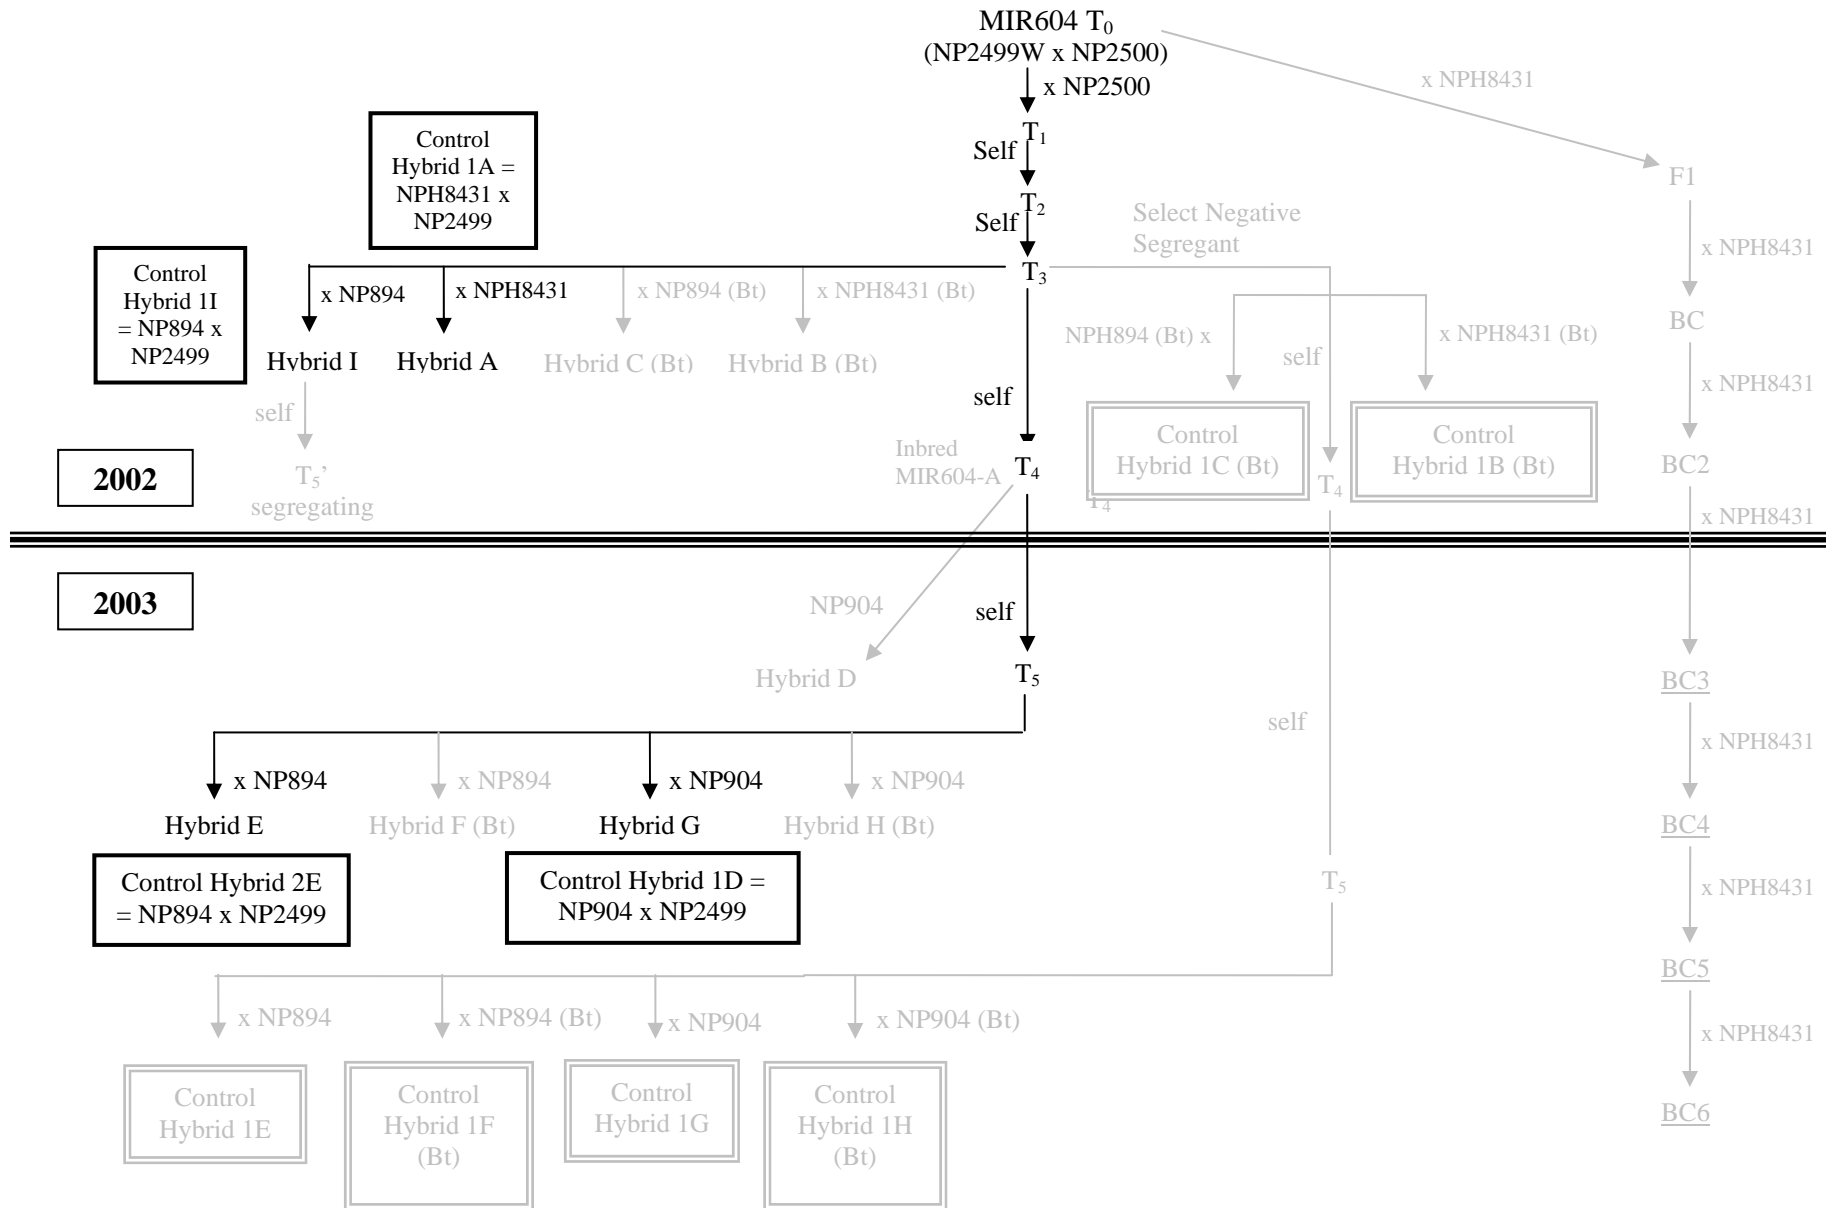 MIR604 T₀
(NP2499W x NP2500)
x NP2500
x NPH8431
T₁
Self
T₂
Self
T₃
Control
Hybrid 1A =
NPH8431 x
NP2499
Control
Hybrid 1I
= NP894 x
NP2499
x NP894
x NPH8431
x NP894 (Bt)
x NPH8431 (Bt)
Hybrid I
Hybrid A
Hybrid C (Bt)
Hybrid B (Bt)
self
T₅’
segregating
Select Negative
Segregant
NPH894 (Bt) x
self
x NPH8431 (Bt)
Control
Hybrid 1C (Bt)
Control
Hybrid 1B (Bt)
self
Inbred
MIR604-A
T₄
T₄
T₄
F1
x NPH8431
BC
x NPH8431
BC2
x NPH8431
2002
2003
NP904
Hybrid D
self
T₅
self
T₅
BC3
x NPH8431
BC4
x NPH8431
BC5
x NPH8431
BC6
x NP894
x NP894
x NP904
x NP904
Hybrid E
Hybrid F (Bt)
Hybrid G
Hybrid H (Bt)
Control Hybrid 2E
= NP894 x NP2499
Control Hybrid 1D =
NP904 x NP2499
x NP894
x NP894 (Bt)
x NP904
x NP904 (Bt)
Control
Hybrid 1E
Control
Hybrid 1F
(Bt)
Control
Hybrid 1G
Control
Hybrid 1H
(Bt)